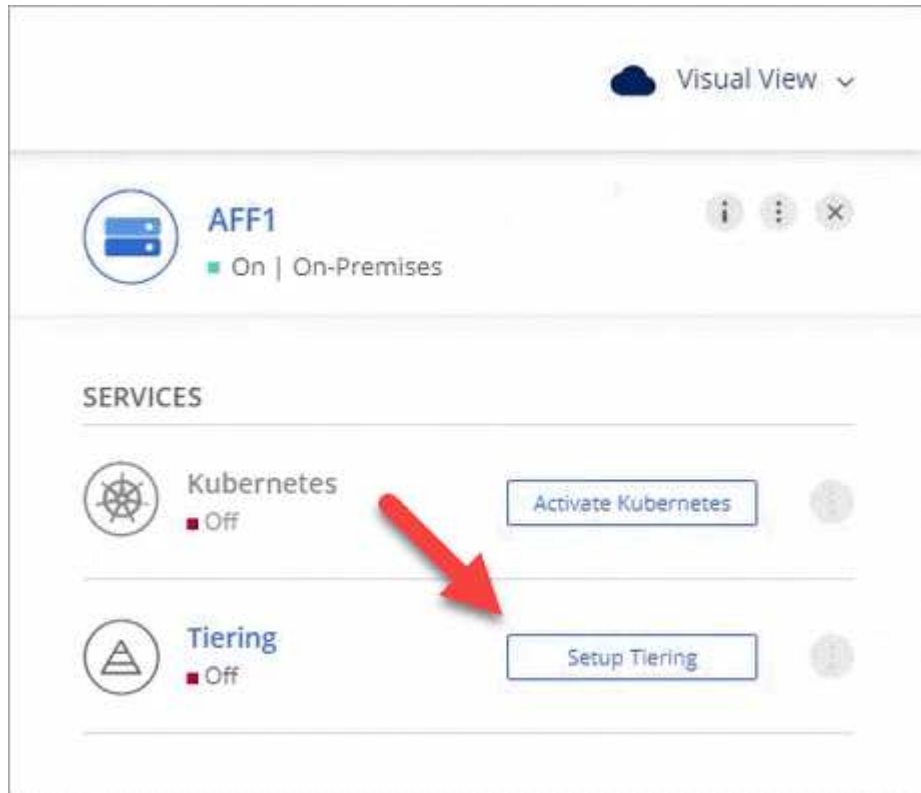 Visual View
AFF1
On | On-Premises
SERVICES
Kubernetes
Off
Activate Kubernetes
Tiering
Off
Setup Tiering